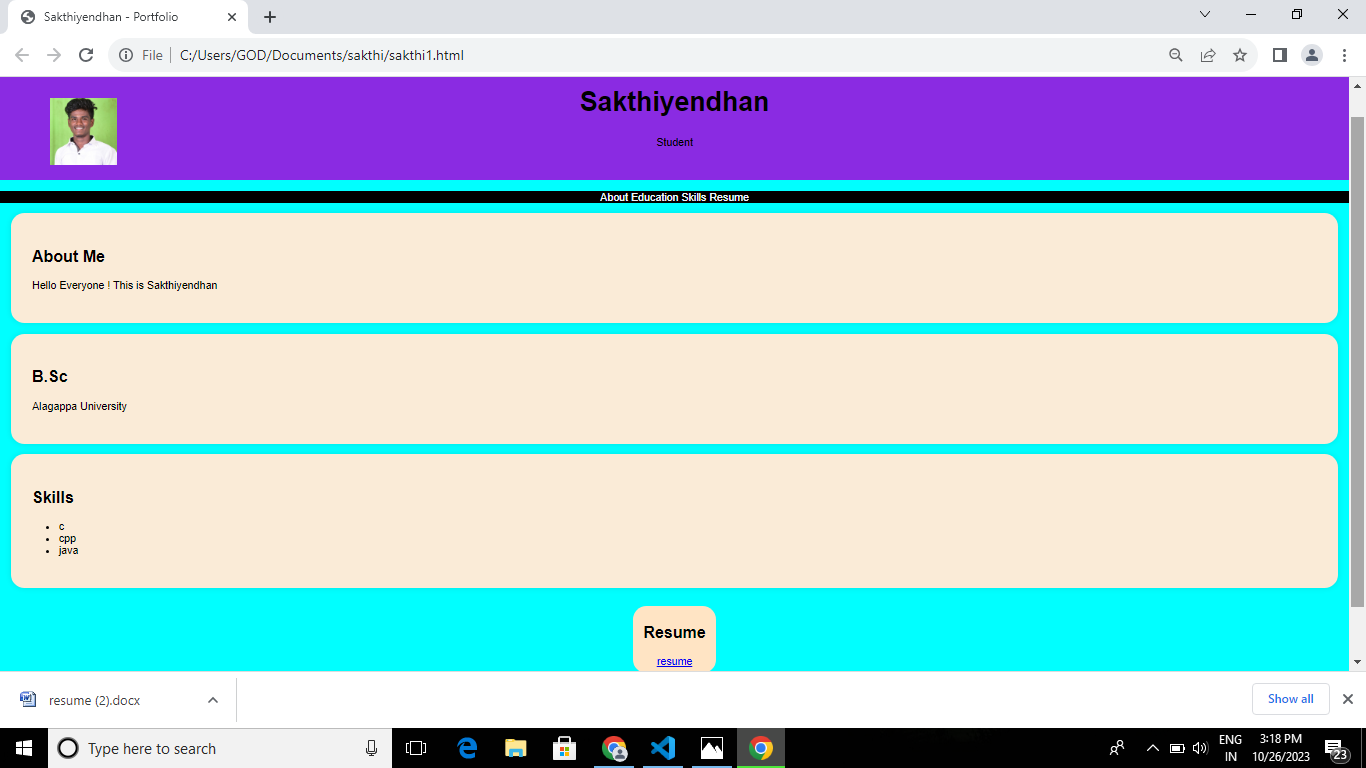 Sakthiyendhan - Portfolio
File C:/Users/GOD/Documents/sakthi/sakthi1.html
Sakthiyendhan
Student
About Education Skills Resume
About Me
Hello Everyone ! This is Sakthiyendhan
B.Sc
Alagappa University
Skills
• c
• cpp
• java
Resume
resume
resume (2).docx
Show all
Type here to search
ENG
IN
3:18 PM
10/26/2023
23